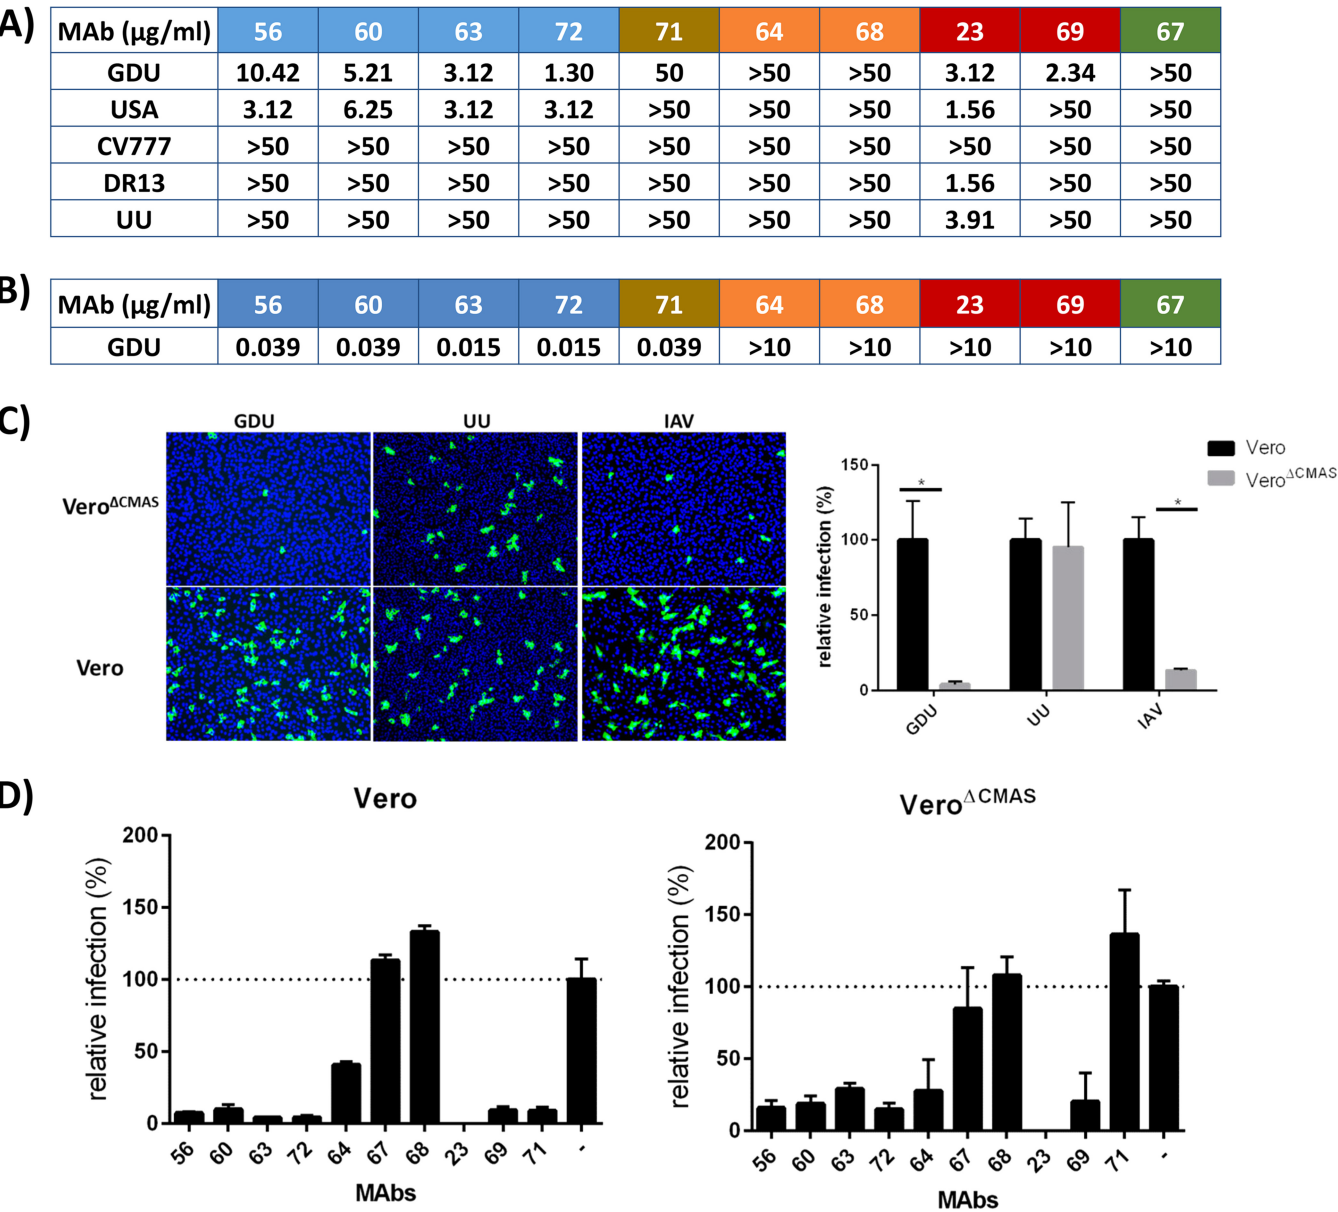 A)
MAb (µg/ml) 56 60 63 72 71 64 68 23 69 67
GDU 10.42 5.21 3.12 1.30 50 >50 >50 3.12 2.34 >50
USA 3.12 6.25 3.12 3.12 >50 >50 >50 1.56 >50 >50
CV777 >50 >50 >50 >50 >50 >50 >50 >50 >50 >50
DR13 >50 >50 >50 >50 >50 >50 >50 1.56 >50 >50
UU >50 >50 >50 >50 >50 >50 >50 3.91 >50 >50
B)
MAb (µg/ml) 56 60 63 72 71 64 68 23 69 67
GDU 0.039 0.039 0.015 0.015 0.039 >10 >10 >10 >10 >10
C)
GDU UU IAV
VeroΔCMAS
Vero
Vero
VeroΔCMAS
relative infection (%)
150
100
50
0
* *
GDU UU IAV
D)
Vero
relative infection (%)
200
150
100
50
0
56 60 63 72 64 67 68 23 69 71 -
MAbs
VeroΔCMAS
relative infection (%)
200
150
100
50
0
56 60 63 72 64 67 68 23 69 71 -
MAbs